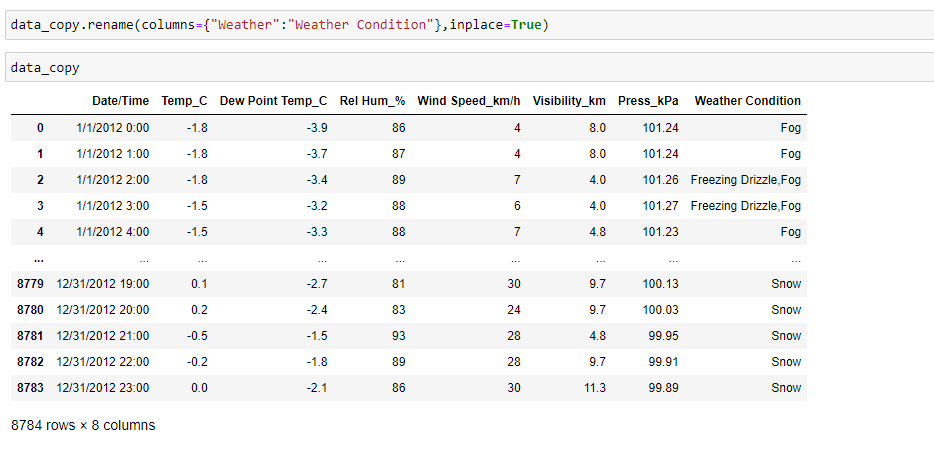 data_copy.rename(columns={"Weather":"Weather Condition"},inplace=True)
data_copy
Date/Time Temp_C Dew Point Temp_C Rel Hum_% Wind Speed_km/h Visibility_km Press_kPa Weather Condition
0 1/1/2012 0:00 -1.8 -3.9 86 4 8.0 101.24 Fog
1 1/1/2012 1:00 -1.8 -3.7 87 4 8.0 101.24 Fog
2 1/1/2012 2:00 -1.8 -3.4 89 7 4.0 101.26 Freezing Drizzle,Fog
3 1/1/2012 3:00 -1.5 -3.2 88 6 4.0 101.27 Freezing Drizzle,Fog
4 1/1/2012 4:00 -1.5 -3.3 88 7 4.8 101.23 Fog
... ... ... ... ... ... ... ... ...
8779 12/31/2012 19:00 0.1 -2.7 81 30 9.7 100.13 Snow
8780 12/31/2012 20:00 0.2 -2.4 83 24 9.7 100.03 Snow
8781 12/31/2012 21:00 -0.5 -1.5 93 28 4.8 99.95 Snow
8782 12/31/2012 22:00 -0.2 -1.8 89 28 9.7 99.91 Snow
8783 12/31/2012 23:00 0.0 -2.1 86 30 11.3 99.89 Snow
8784 rows × 8 columns